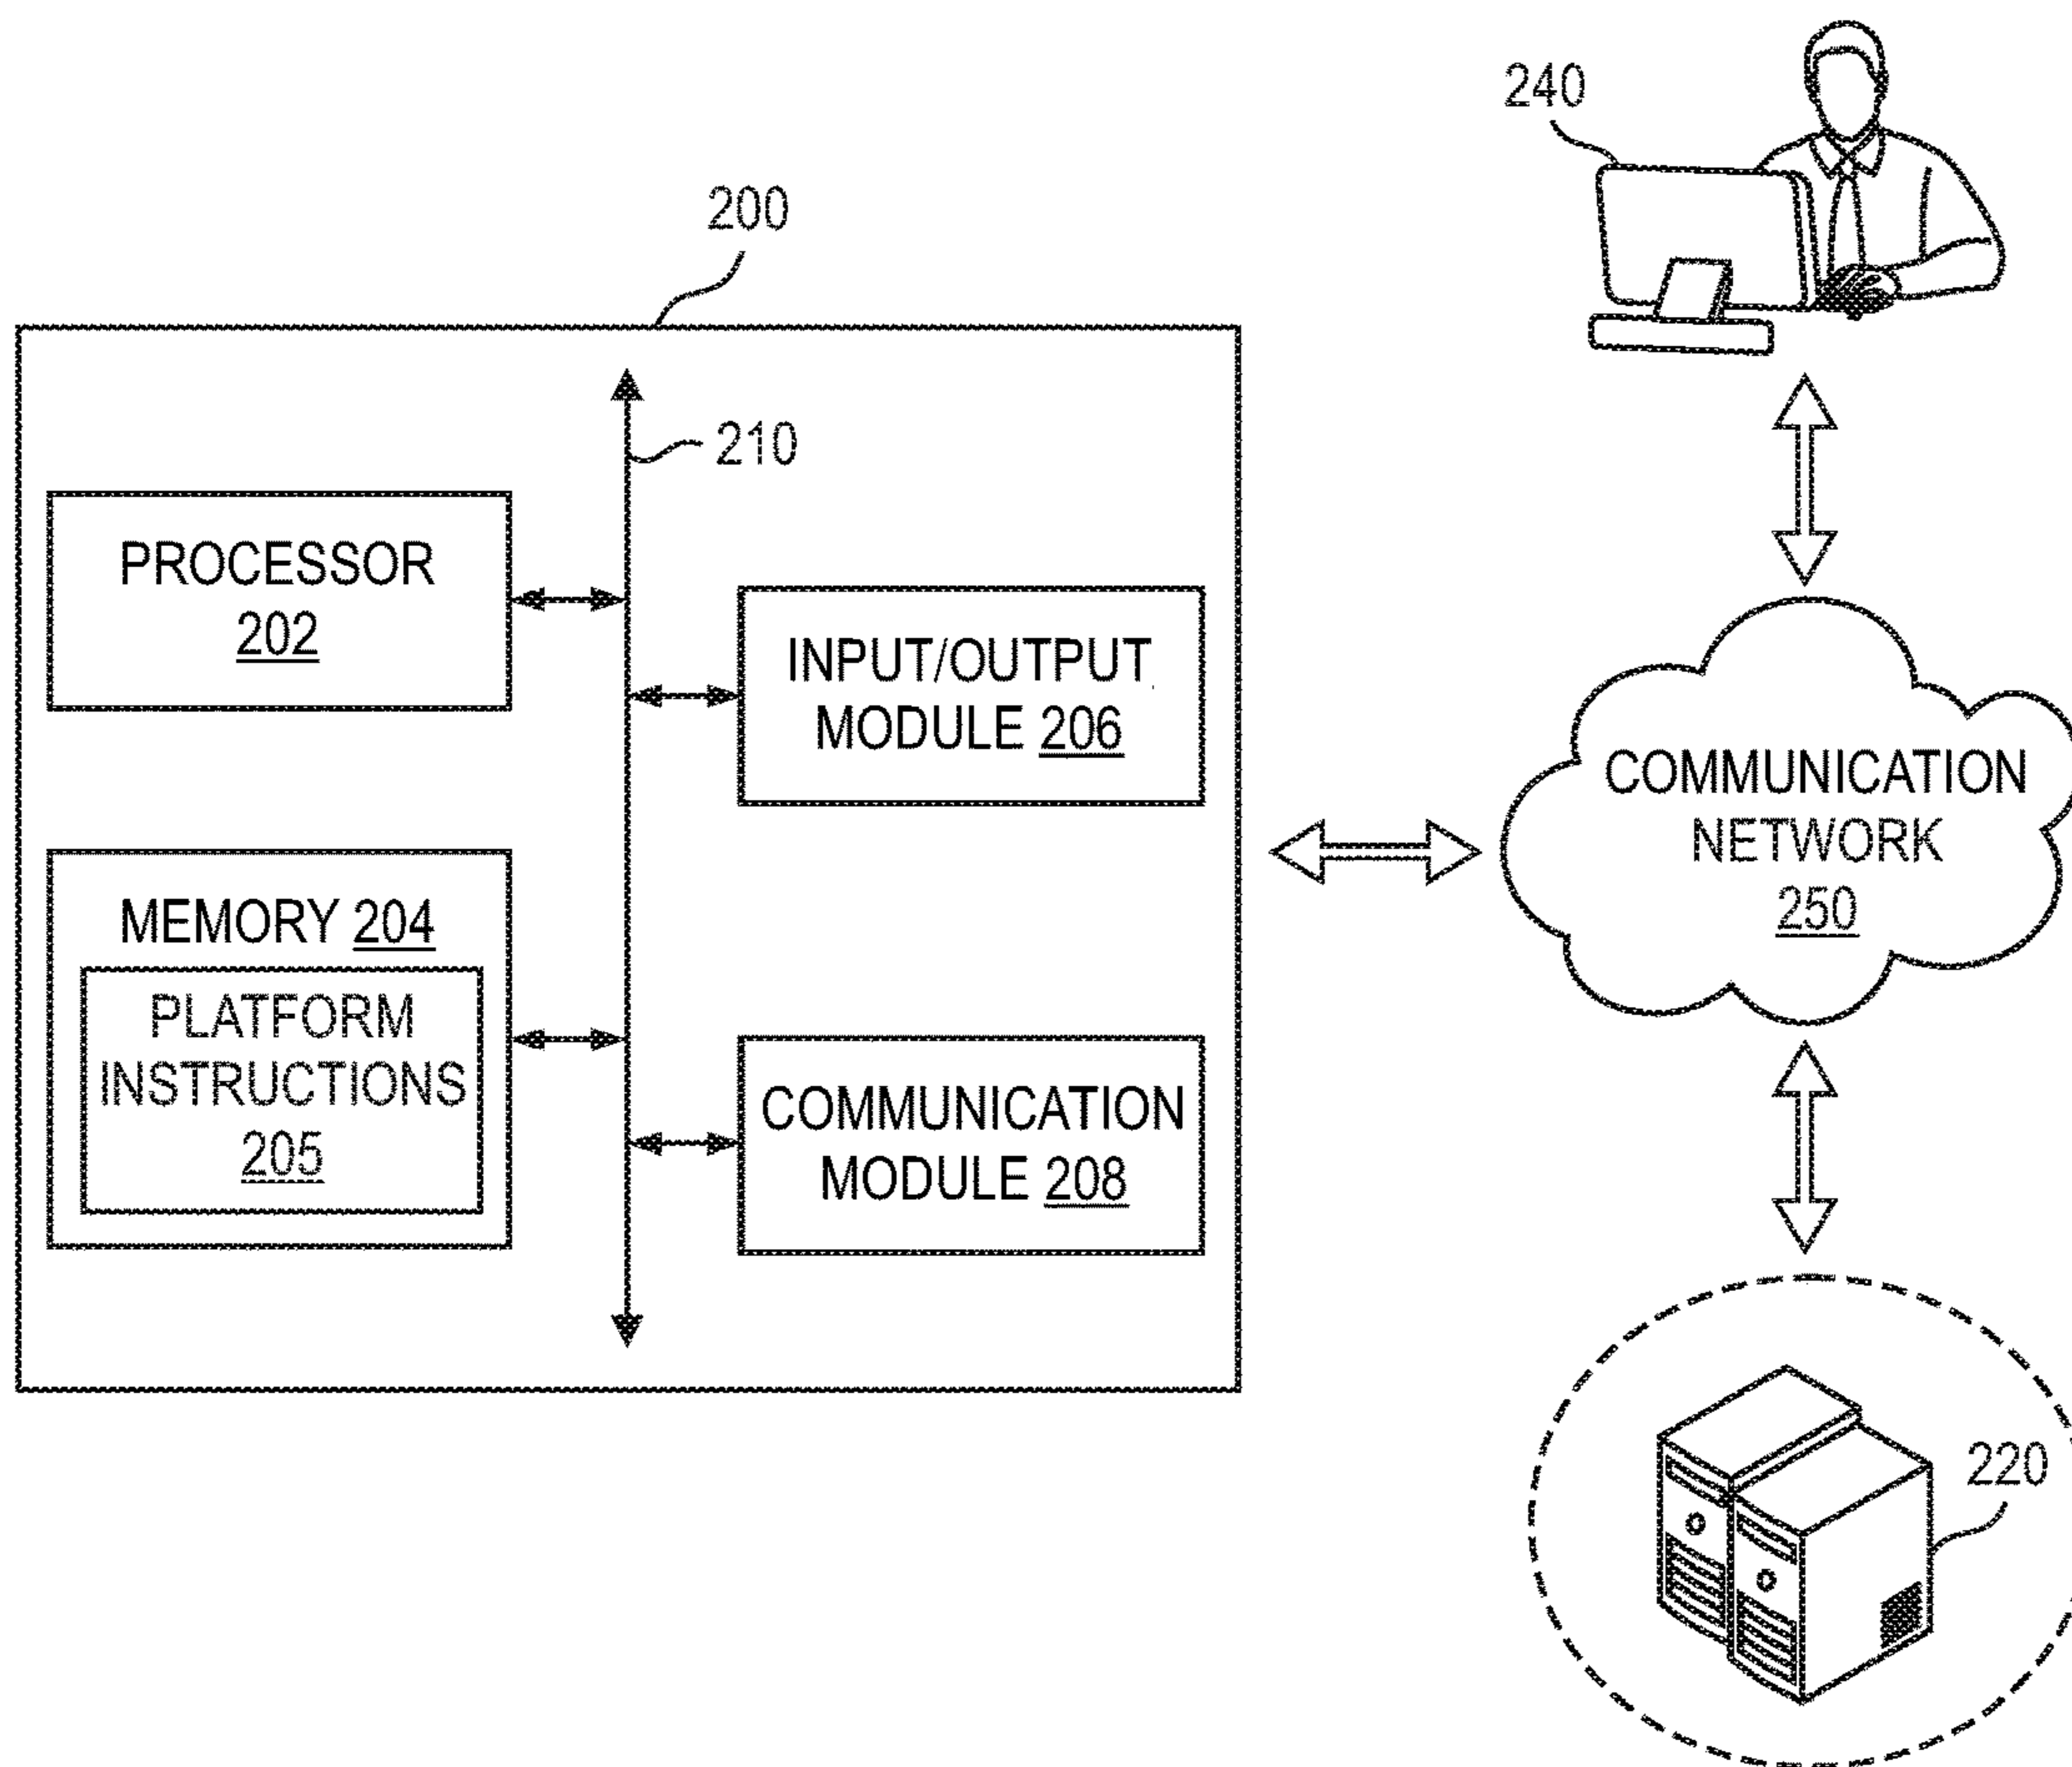 240
200
210
PROCESSOR
202
INPUT/OUTPUT
MODULE 206
COMMUNICATION
NETWORK
250
MEMORY 204
PLATFORM
INSTRUCTIONS
205
COMMUNICATION
MODULE 208
220